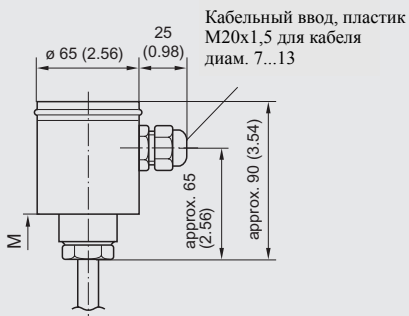 Кабельный ввод, пластик
M20x1,5 для кабеля
диам. 7...13
25
(0.98)
ø 65 (2.56)
approx. 65
(2.56)
approx. 90 (3.54)
M